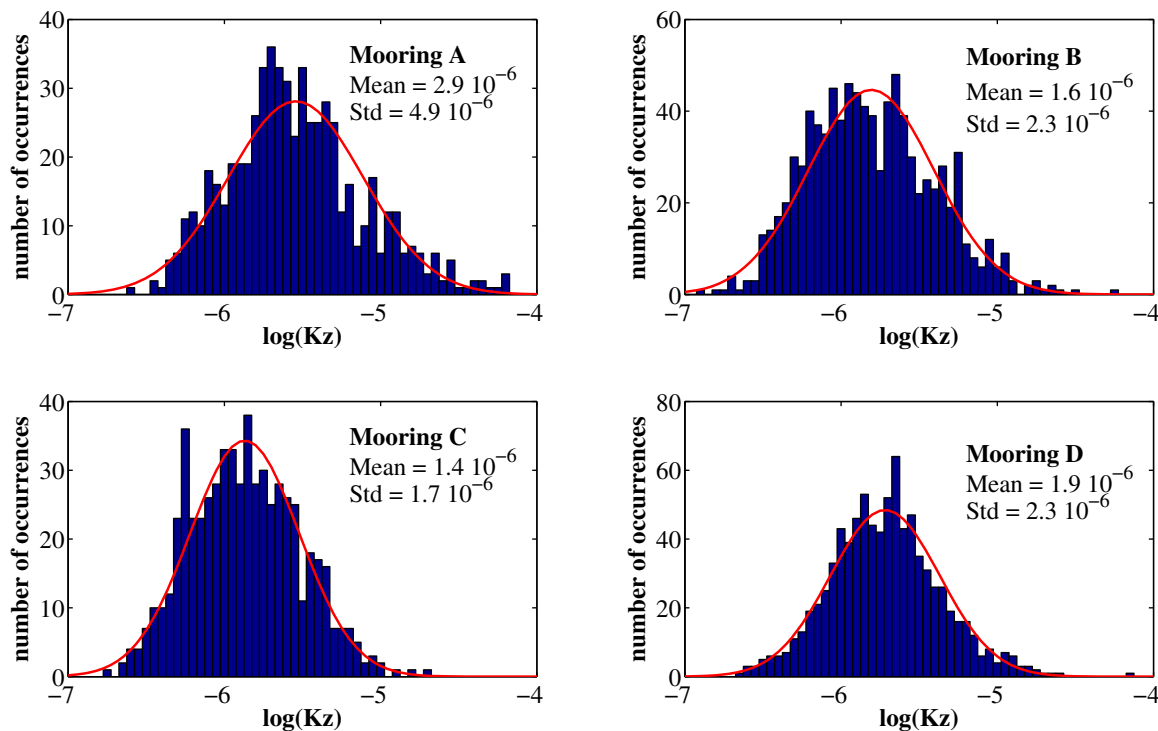 40
30
20
10
0
number of occurrences
Mooring A
Mean = 2.9 10⁻⁶
Std = 4.9 10⁻⁶
−7
−6
−5
−4
log(Kz)
60
40
20
0
number of occurrences
Mooring B
Mean = 1.6 10⁻⁶
Std = 2.3 10⁻⁶
−7
−6
−5
−4
log(Kz)
40
30
20
10
0
number of occurrences
Mooring C
Mean = 1.4 10⁻⁶
Std = 1.7 10⁻⁶
−7
−6
−5
−4
log(Kz)
80
60
40
20
0
number of occurrences
Mooring D
Mean = 1.9 10⁻⁶
Std = 2.3 10⁻⁶
−7
−6
−5
−4
log(Kz)